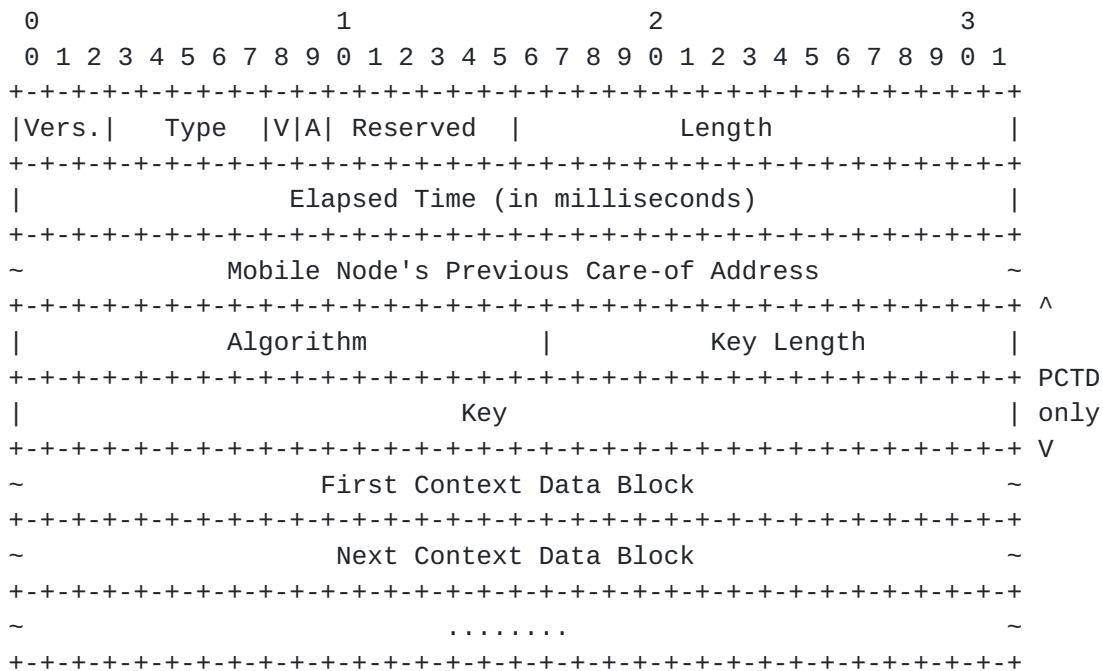 0                   1                   2                   3
 0 1 2 3 4 5 6 7 8 9 0 1 2 3 4 5 6 7 8 9 0 1 2 3 4 5 6 7 8 9 0 1
+-+-+-+-+-+-+-+-+-+-+-+-+-+-+-+-+-+-+-+-+-+-+-+-+-+-+-+-+-+-+-+-+
|Vers.|   Type  |V|A| Reserved  |          Length               |
+-+-+-+-+-+-+-+-+-+-+-+-+-+-+-+-+-+-+-+-+-+-+-+-+-+-+-+-+-+-+-+-+
|                 Elapsed Time (in milliseconds)                |
+-+-+-+-+-+-+-+-+-+-+-+-+-+-+-+-+-+-+-+-+-+-+-+-+-+-+-+-+-+-+-+-+
~             Mobile Node's Previous Care-of Address            ~
+-+-+-+-+-+-+-+-+-+-+-+-+-+-+-+-+-+-+-+-+-+-+-+-+-+-+-+-+-+-+-+-+ ^
|             Algorithm           |          Key Length         |
+-+-+-+-+-+-+-+-+-+-+-+-+-+-+-+-+-+-+-+-+-+-+-+-+-+-+-+-+-+-+-+-+ PCTD
|                            Key                                | only
+-+-+-+-+-+-+-+-+-+-+-+-+-+-+-+-+-+-+-+-+-+-+-+-+-+-+-+-+-+-+-+-+ V
~                   First Context Data Block                    ~
+-+-+-+-+-+-+-+-+-+-+-+-+-+-+-+-+-+-+-+-+-+-+-+-+-+-+-+-+-+-+-+-+
~                    Next Context Data Block                    ~
+-+-+-+-+-+-+-+-+-+-+-+-+-+-+-+-+-+-+-+-+-+-+-+-+-+-+-+-+-+-+-+-+
~                           ........                            ~
+-+-+-+-+-+-+-+-+-+-+-+-+-+-+-+-+-+-+-+-+-+-+-+-+-+-+-+-+-+-+-+-+